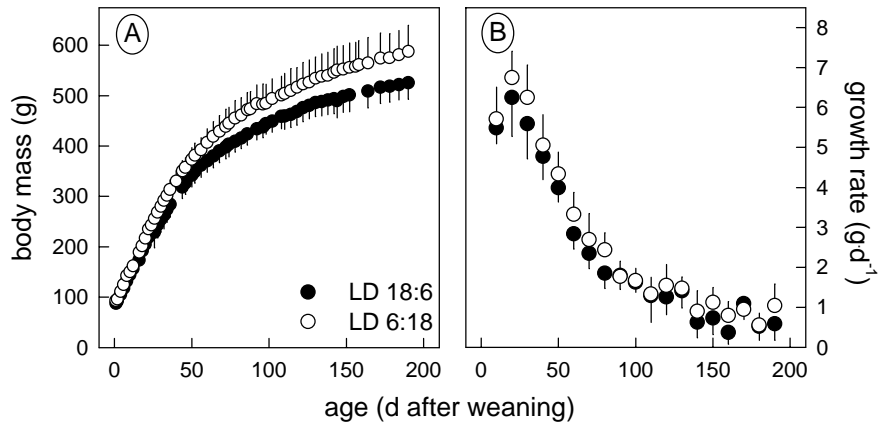 A
B
600
500
400
300
200
100
0
body mass (g)
LD 18:6
LD 6:18
0 50 100 150 200
8
7
6
5
4
3
2
1
0
growth rate (g·d⁻¹)
0 50 100 150 200
age (d after weaning)